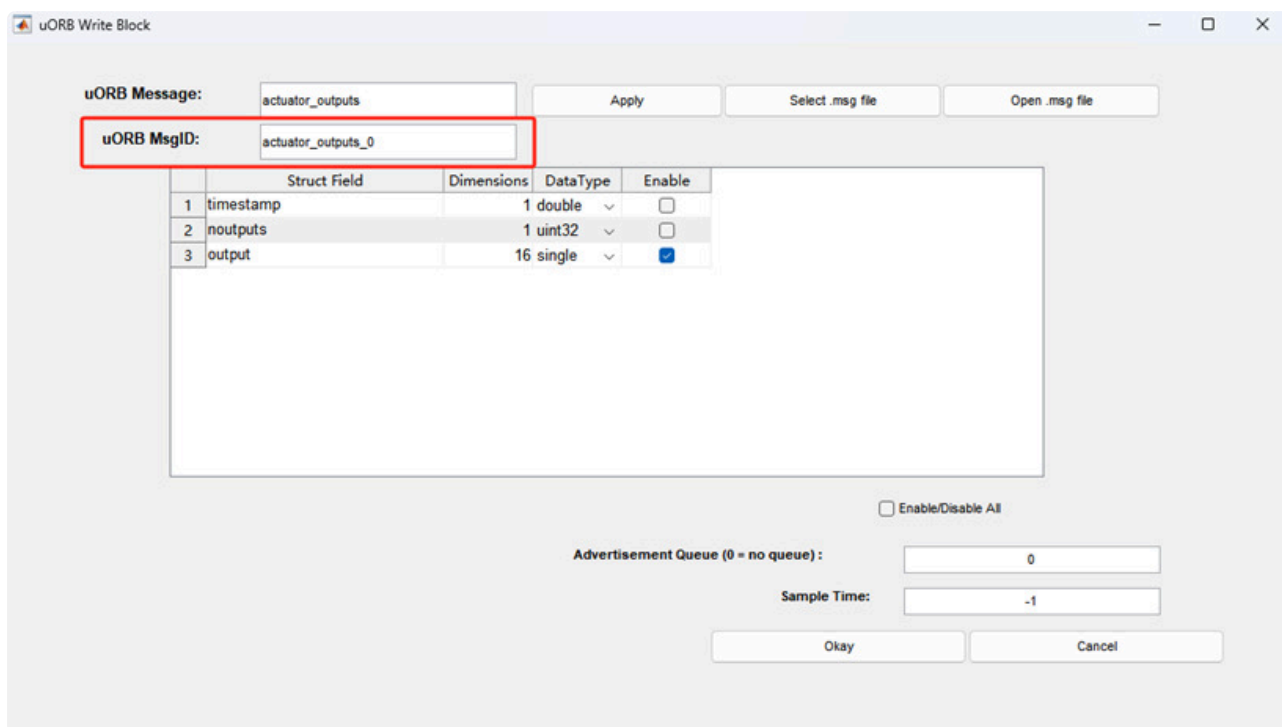 uORB Write Block
uORB Message: actuator_outputs Apply Select .msg file Open .msg file
uORB MsgID: actuator_outputs_0
Struct Field Dimensions DataType Enable
1 timestamp 1 double
2 noutputs 1 uint32
3 output 16 single
Enable/Disable All
Advertisement Queue (0 = no queue) : 0
Sample Time: -1
Okay Cancel